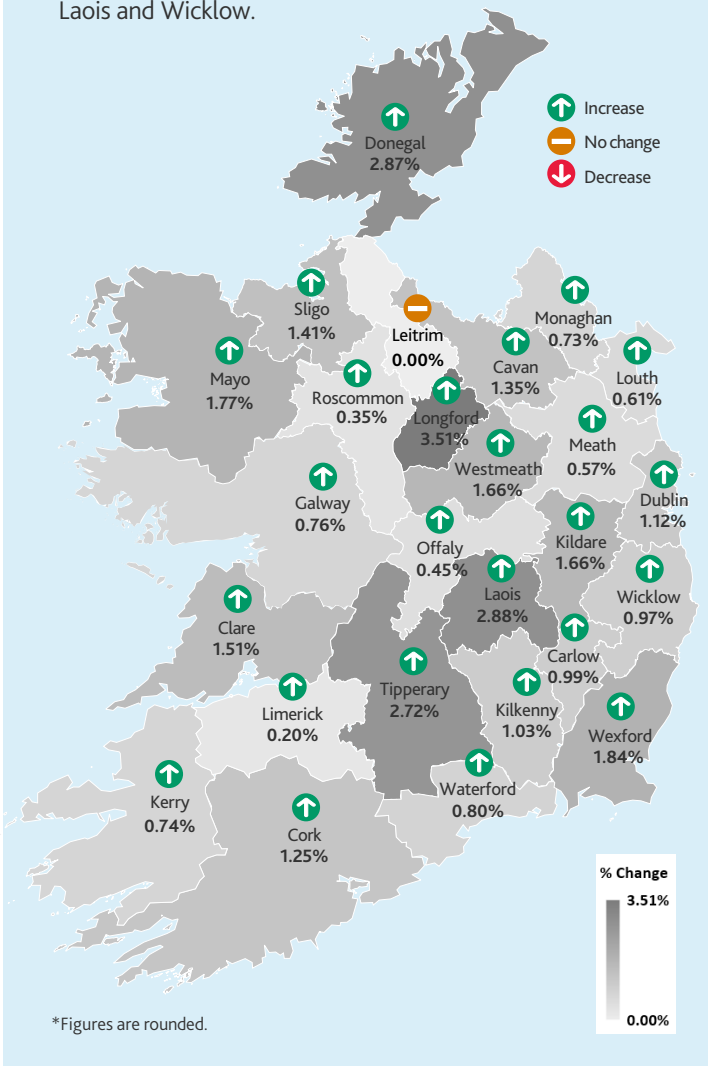 Laois and Wicklow.
Increase
No change
Decrease
Donegal
2.87%
Sligo
1.41%
Leitrim
0.00%
Monaghan
0.73%
Cavan
1.35%
Louth
0.61%
Mayo
1.77%
Roscommon
0.35%
Longford
3.51%
Meath
0.57%
Westmeath
1.66%
Galway
0.76%
Dublin
1.12%
Offaly
0.45%
Kildare
1.66%
Laois
2.88%
Wicklow
0.97%
Clare
1.51%
Carlow
0.99%
Tipperary
2.72%
Limerick
0.20%
Kilkenny
1.03%
Wexford
1.84%
Waterford
0.80%
Kerry
0.74%
Cork
1.25%
% Change
3.51%
0.00%
*Figures are rounded.